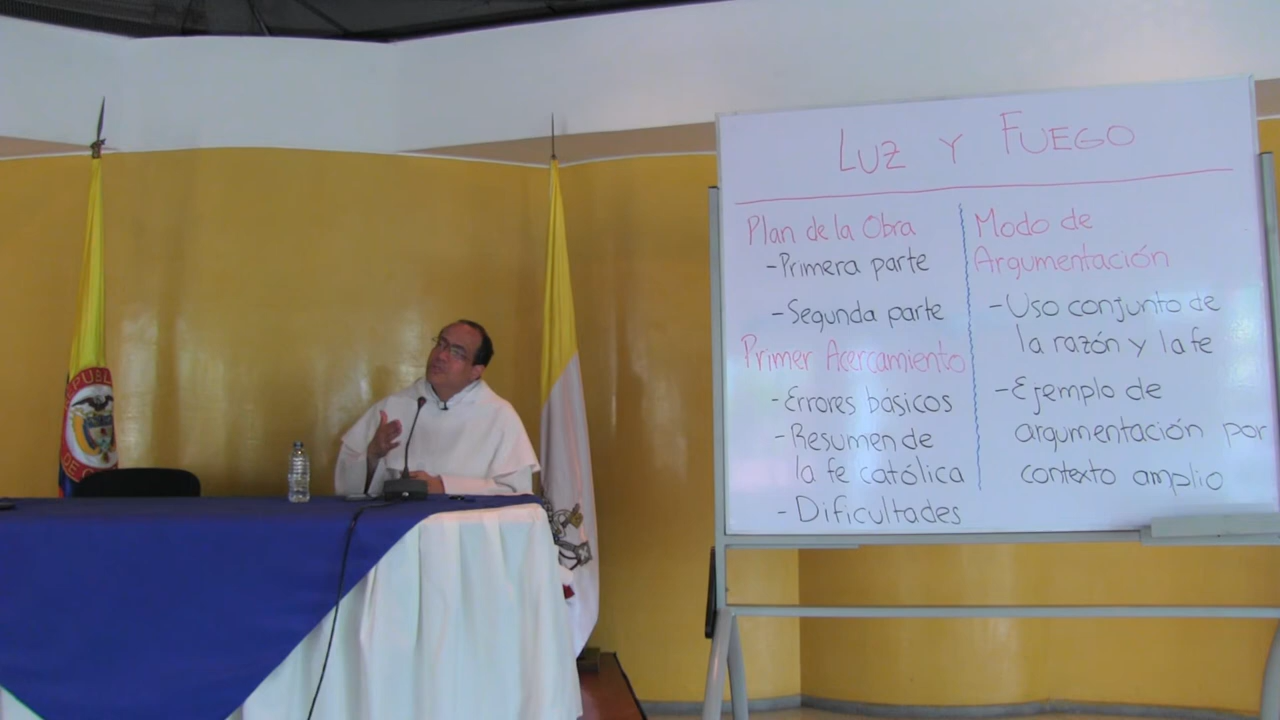 LUZ Y FUEGO
Plan de la Obra
-Primera parte
-Segunda parte
Primer Acercamiento
-Errores básicos
-Resumen de
la fe católica
-Dificultades
Modo de
Argumentación
-Uso conjunto de
la razón y la fe
-Ejemplo de
argumentación por
contexto amplio